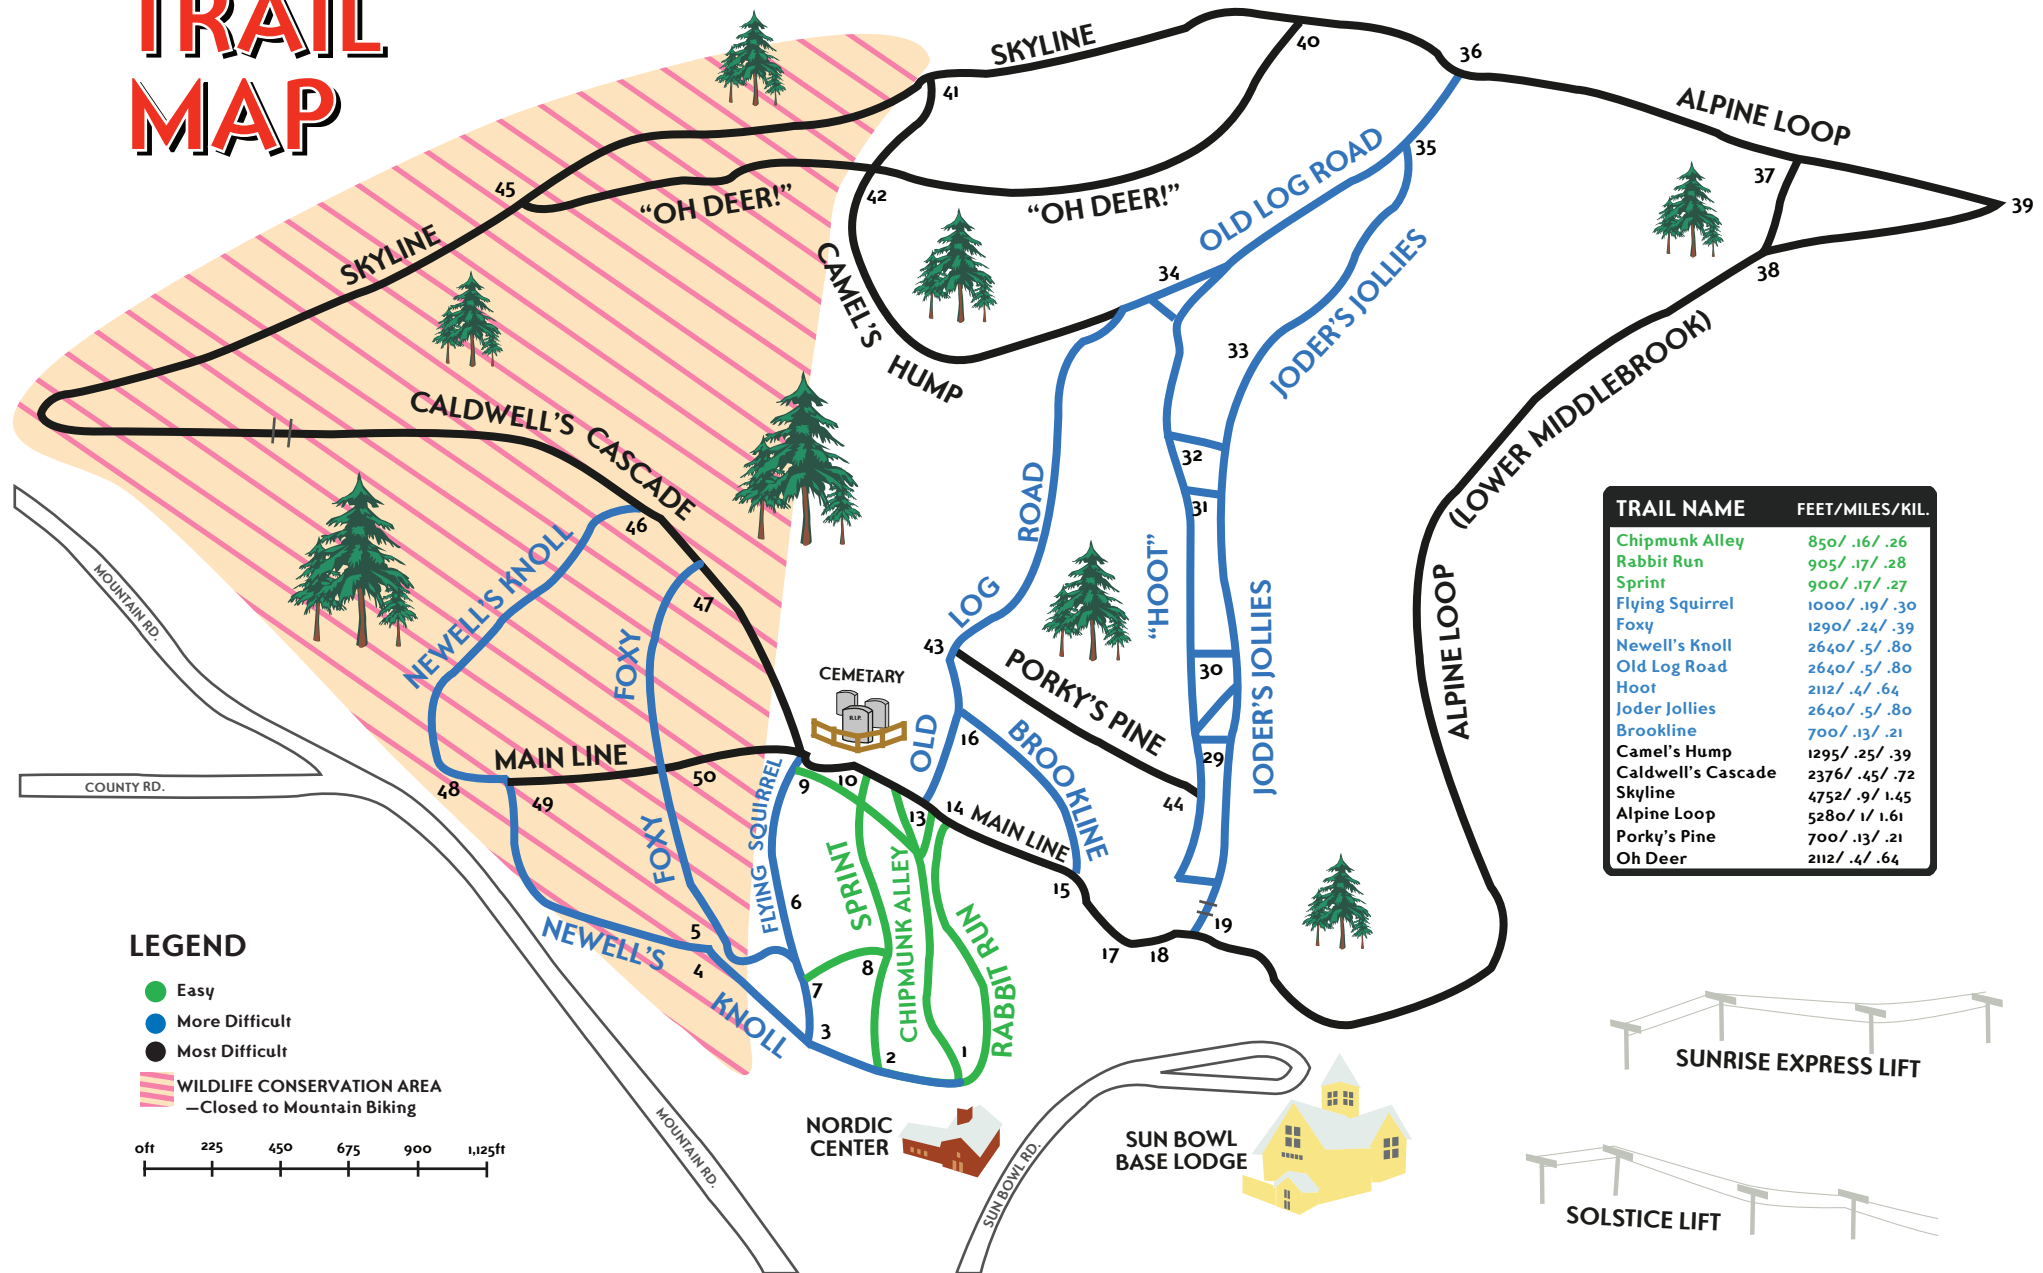 TRAIL
MAP
SKYLINE
40
36
41
ALPINE LOOP
OLD LOG ROAD
35
37
45
"OH DEER!"
42
"OH DEER!"
39
SKYLINE
CAMEL'S HUMP
34
JODER'S JOLLIES
38
33
(LOWER MIDDLEBROOK)
CALDWELL'S CASCADE
32
31
46
ROAD
"HOOT"
NEWELL'S KNOLL
47
LOG
JODER'S JOLLIES
ALPINE LOOP
FOXY
43
PORKY'S PINE
30
MOUNTAIN RD.
CEMETARY
R.I.P.
OLD
16
BROOKLINE
29
MAIN LINE
50
48
49
COUNTY RD.
9
10
13
14
MAIN LINE
44
FOXY
FLYING SQUIRREL
SPRINT
CHIPMUNK ALLEY
RABBIT RUN
15
6
5
4
NEWELL'S KNOLL
8
7
3
2
1
17
18
19
TRAIL NAME FEET/MILES/KIL.
Chipmunk Alley 850/ .16/ .26
Rabbit Run 905/ .17/ .28
Sprint 900/ .17/ .27
Flying Squirrel 1000/ .19/ .30
Foxy 1290/ .24/ .39
Newell's Knoll 2640/ .5/ .80
Old Log Road 2640/ .5/ .80
Hoot 2112/ .4/ .64
Joder Jollies 2640/ .5/ .80
Brookline 700/ .13/ .21
Camel's Hump 1295/ .25/ .39
Caldwell's Cascade 2376/ .45/ .72
Skyline 4752/ .9/ 1.45
Alpine Loop 5280/ 1/ 1.61
Porky's Pine 700/ .13/ .21
Oh Deer 2112/ .4/ .64
LEGEND
Easy
More Difficult
Most Difficult
WILDLIFE CONSERVATION AREA
—Closed to Mountain Biking
0ft 225 450 675 900 1,125ft
MOUNTAIN RD.
NORDIC
CENTER
SUN BOWL RD.
SUN BOWL
BASE LODGE
SUNRISE EXPRESS LIFT
SOLSTICE LIFT